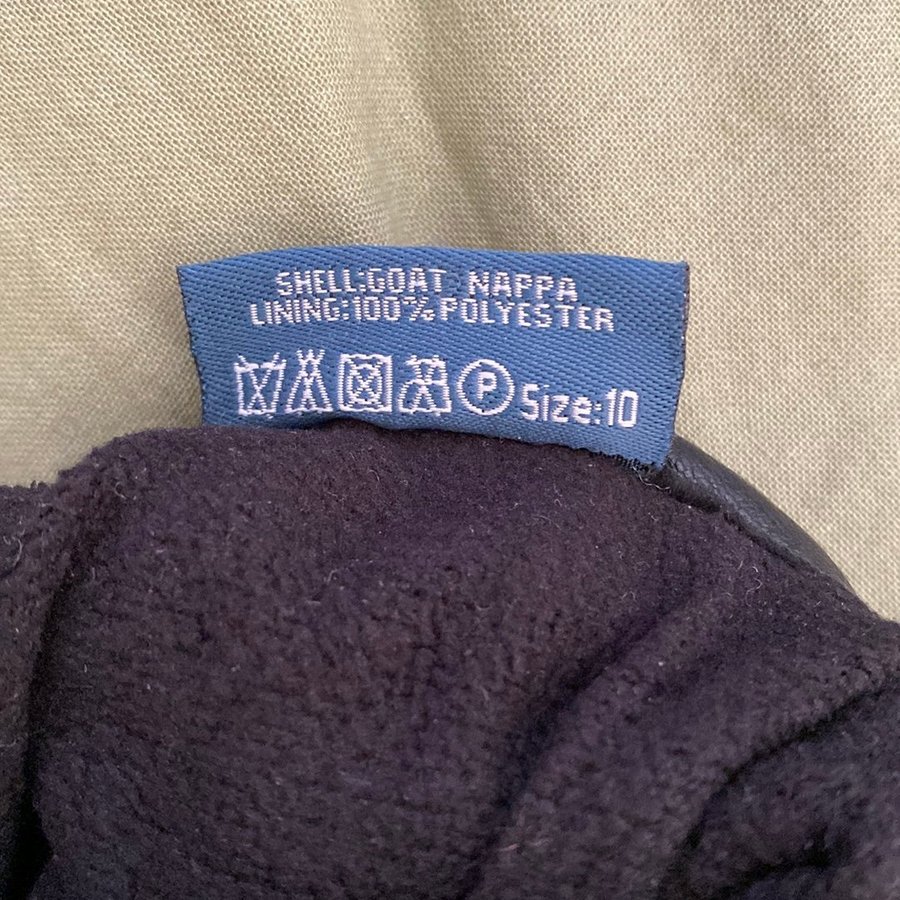 SHELL:GOAT NAPPA
LINING:100% POLYESTER
P Size:10